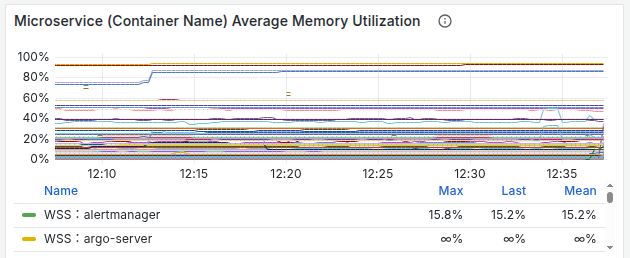 Microservice (Container Name) Average Memory Utilization
100%
80%
60%
40%
20%
0%
12:10 12:15 12:20 12:25 12:30 12:35
Name Max Last Mean
WSS : alertmanager 15.8% 15.2% 15.2%
WSS : argo-server ∞% ∞% ∞%